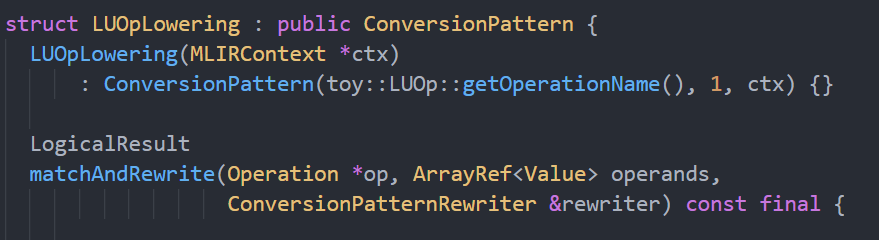 struct LUOpLowering : public ConversionPattern {
LUOpLowering(MLIRContext *ctx)
: ConversionPattern(toy::LUOp::getOperationName(), 1, ctx) {}
LogicalResult
matchAndRewrite(Operation *op, ArrayRef<Value> operands,
ConversionPatternRewriter &rewriter) const final {